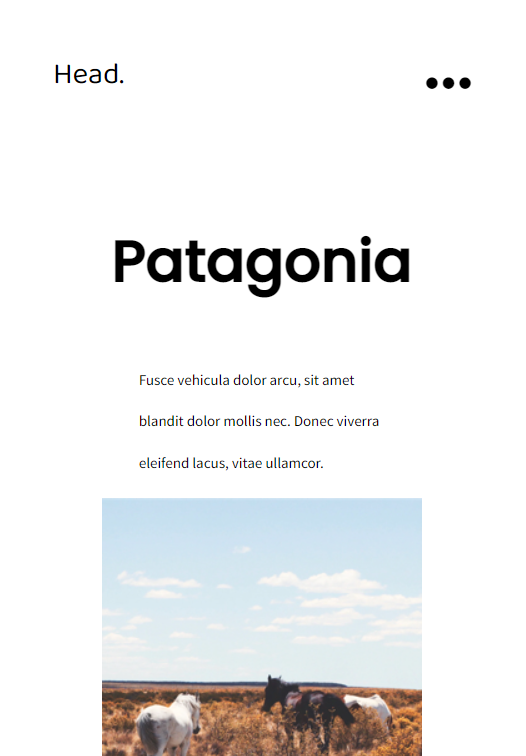 Head.
Patagonia
Fusce vehicula dolor arcu, sit amet
blandit dolor mollis nec. Donec viverra
eleifend lacus, vitae ullamcor.